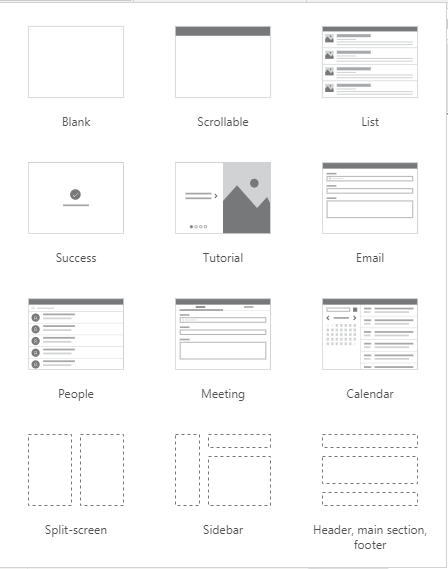 Blank
Scrollable
List
Success
Tutorial
Email
People
Meeting
Calendar
Split-screen
Sidebar
Header, main section,
footer